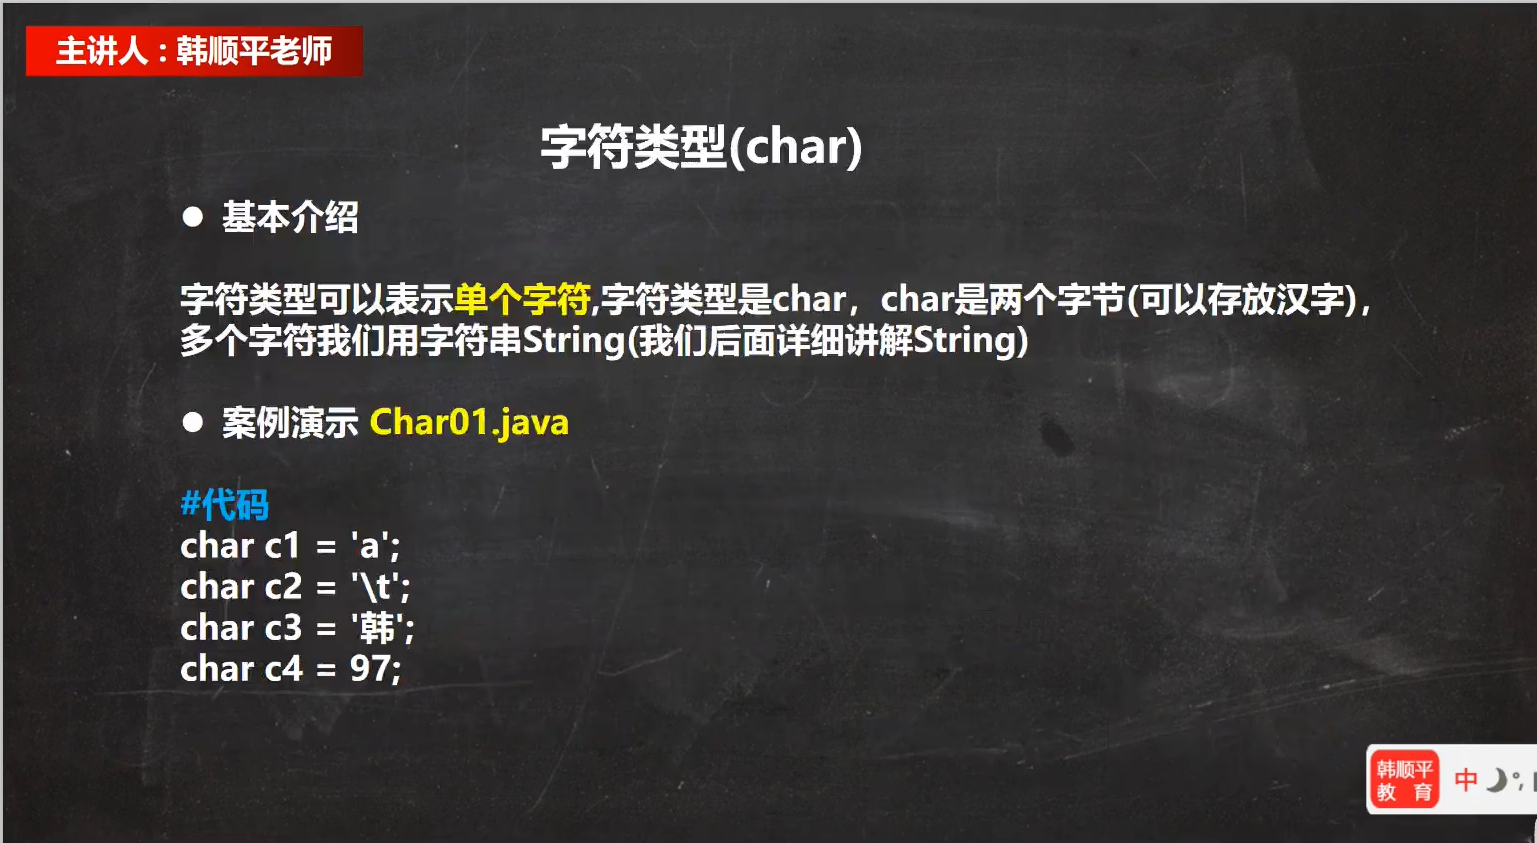 主讲人：韩顺平老师
字符类型(char)
● 基本介绍
字符类型可以表示单个字符,字符类型是char，char是两个字节(可以存放汉字)，
多个字符我们用字符串String(我们后面详细讲解String)
● 案例演示 Char01.java
#代码
char c1 = 'a';
char c2 = '\t';
char c3 = '韩';
char c4 = 97;
韩顺平
教 育
中